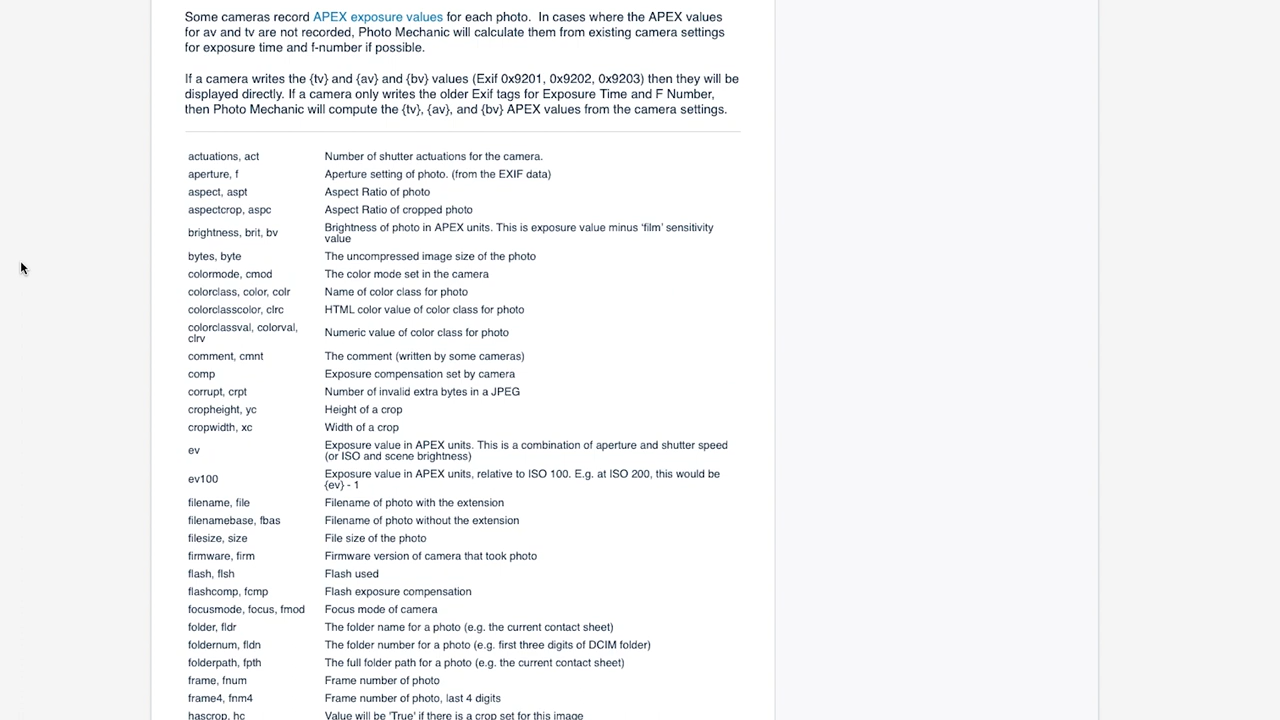 Some cameras record APEX exposure values for each photo.  In cases where the APEX values
for av and tv are not recorded, Photo Mechanic will calculate them from existing camera settings
for exposure time and f-number if possible.
If a camera writes the {tv} and {av} and {bv} values (Exif 0x9201, 0x9202, 0x9203) then they will be
displayed directly. If a camera only writes the older Exif tags for Exposure Time and F Number,
then Photo Mechanic will compute the {tv}, {av}, and {bv} APEX values from the camera settings.
actuations, act Number of shutter actuations for the camera.
aperture, f Aperture setting of photo. (from the EXIF data)
aspect, aspt Aspect Ratio of photo
aspectcrop, aspc Aspect Ratio of cropped photo
brightness, brit, bv Brightness of photo in APEX units. This is exposure value minus ‘film’ sensitivity
value
bytes, byte The uncompressed image size of the photo
colormode, cmod The color mode set in the camera
colorclass, color, colr Name of color class for photo
colorclasscolor, clrc HTML color value of color class for photo
colorclassval, colorval,
clrv Numeric value of color class for photo
comment, cmnt The comment (written by some cameras)
comp Exposure compensation set by camera
corrupt, crpt Number of invalid extra bytes in a JPEG
cropheight, yc Height of a crop
cropwidth, xc Width of a crop
ev Exposure value in APEX units. This is a combination of aperture and shutter speed
(or ISO and scene brightness)
ev100 Exposure value in APEX units, relative to ISO 100. E.g. at ISO 200, this would be
{ev} - 1
filename, file Filename of photo with the extension
filenamebase, fbas Filename of photo without the extension
filesize, size File size of the photo
firmware, firm Firmware version of camera that took photo
flash, flsh Flash used
flashcomp, fcmp Flash exposure compensation
focusmode, focus, fmod Focus mode of camera
folder, fldr The folder name for a photo (e.g. the current contact sheet)
foldernum, fldn The folder number for a photo (e.g. first three digits of DCIM folder)
folderpath, fpth The full folder path for a photo (e.g. the current contact sheet)
frame, fnum Frame number of photo
frame4, fnm4 Frame number of photo, last 4 digits
hascrop, hc Value will be 'True' if there is a crop set for this image